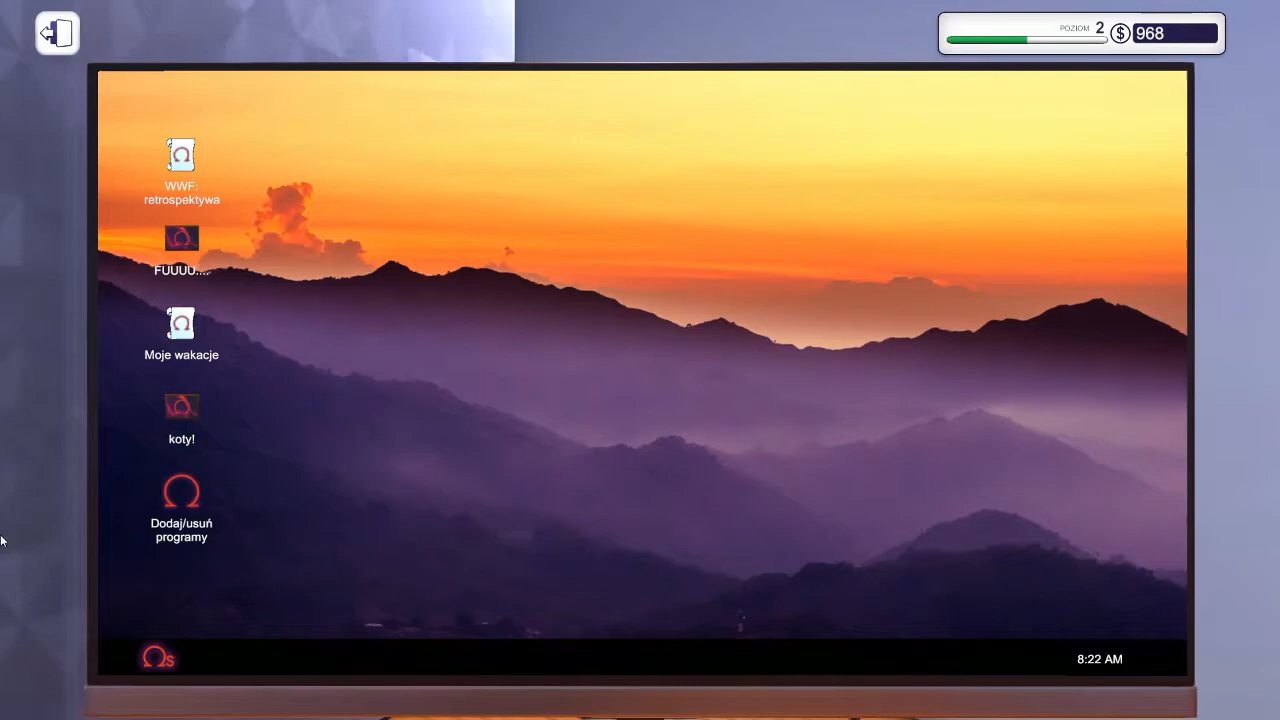 POZIOM 2
$ 968
WWF:
retrospektywa
FUUUU....
Moje wakacje
koty!
Dodaj/usuń
programy
Ωs
8:22 AM